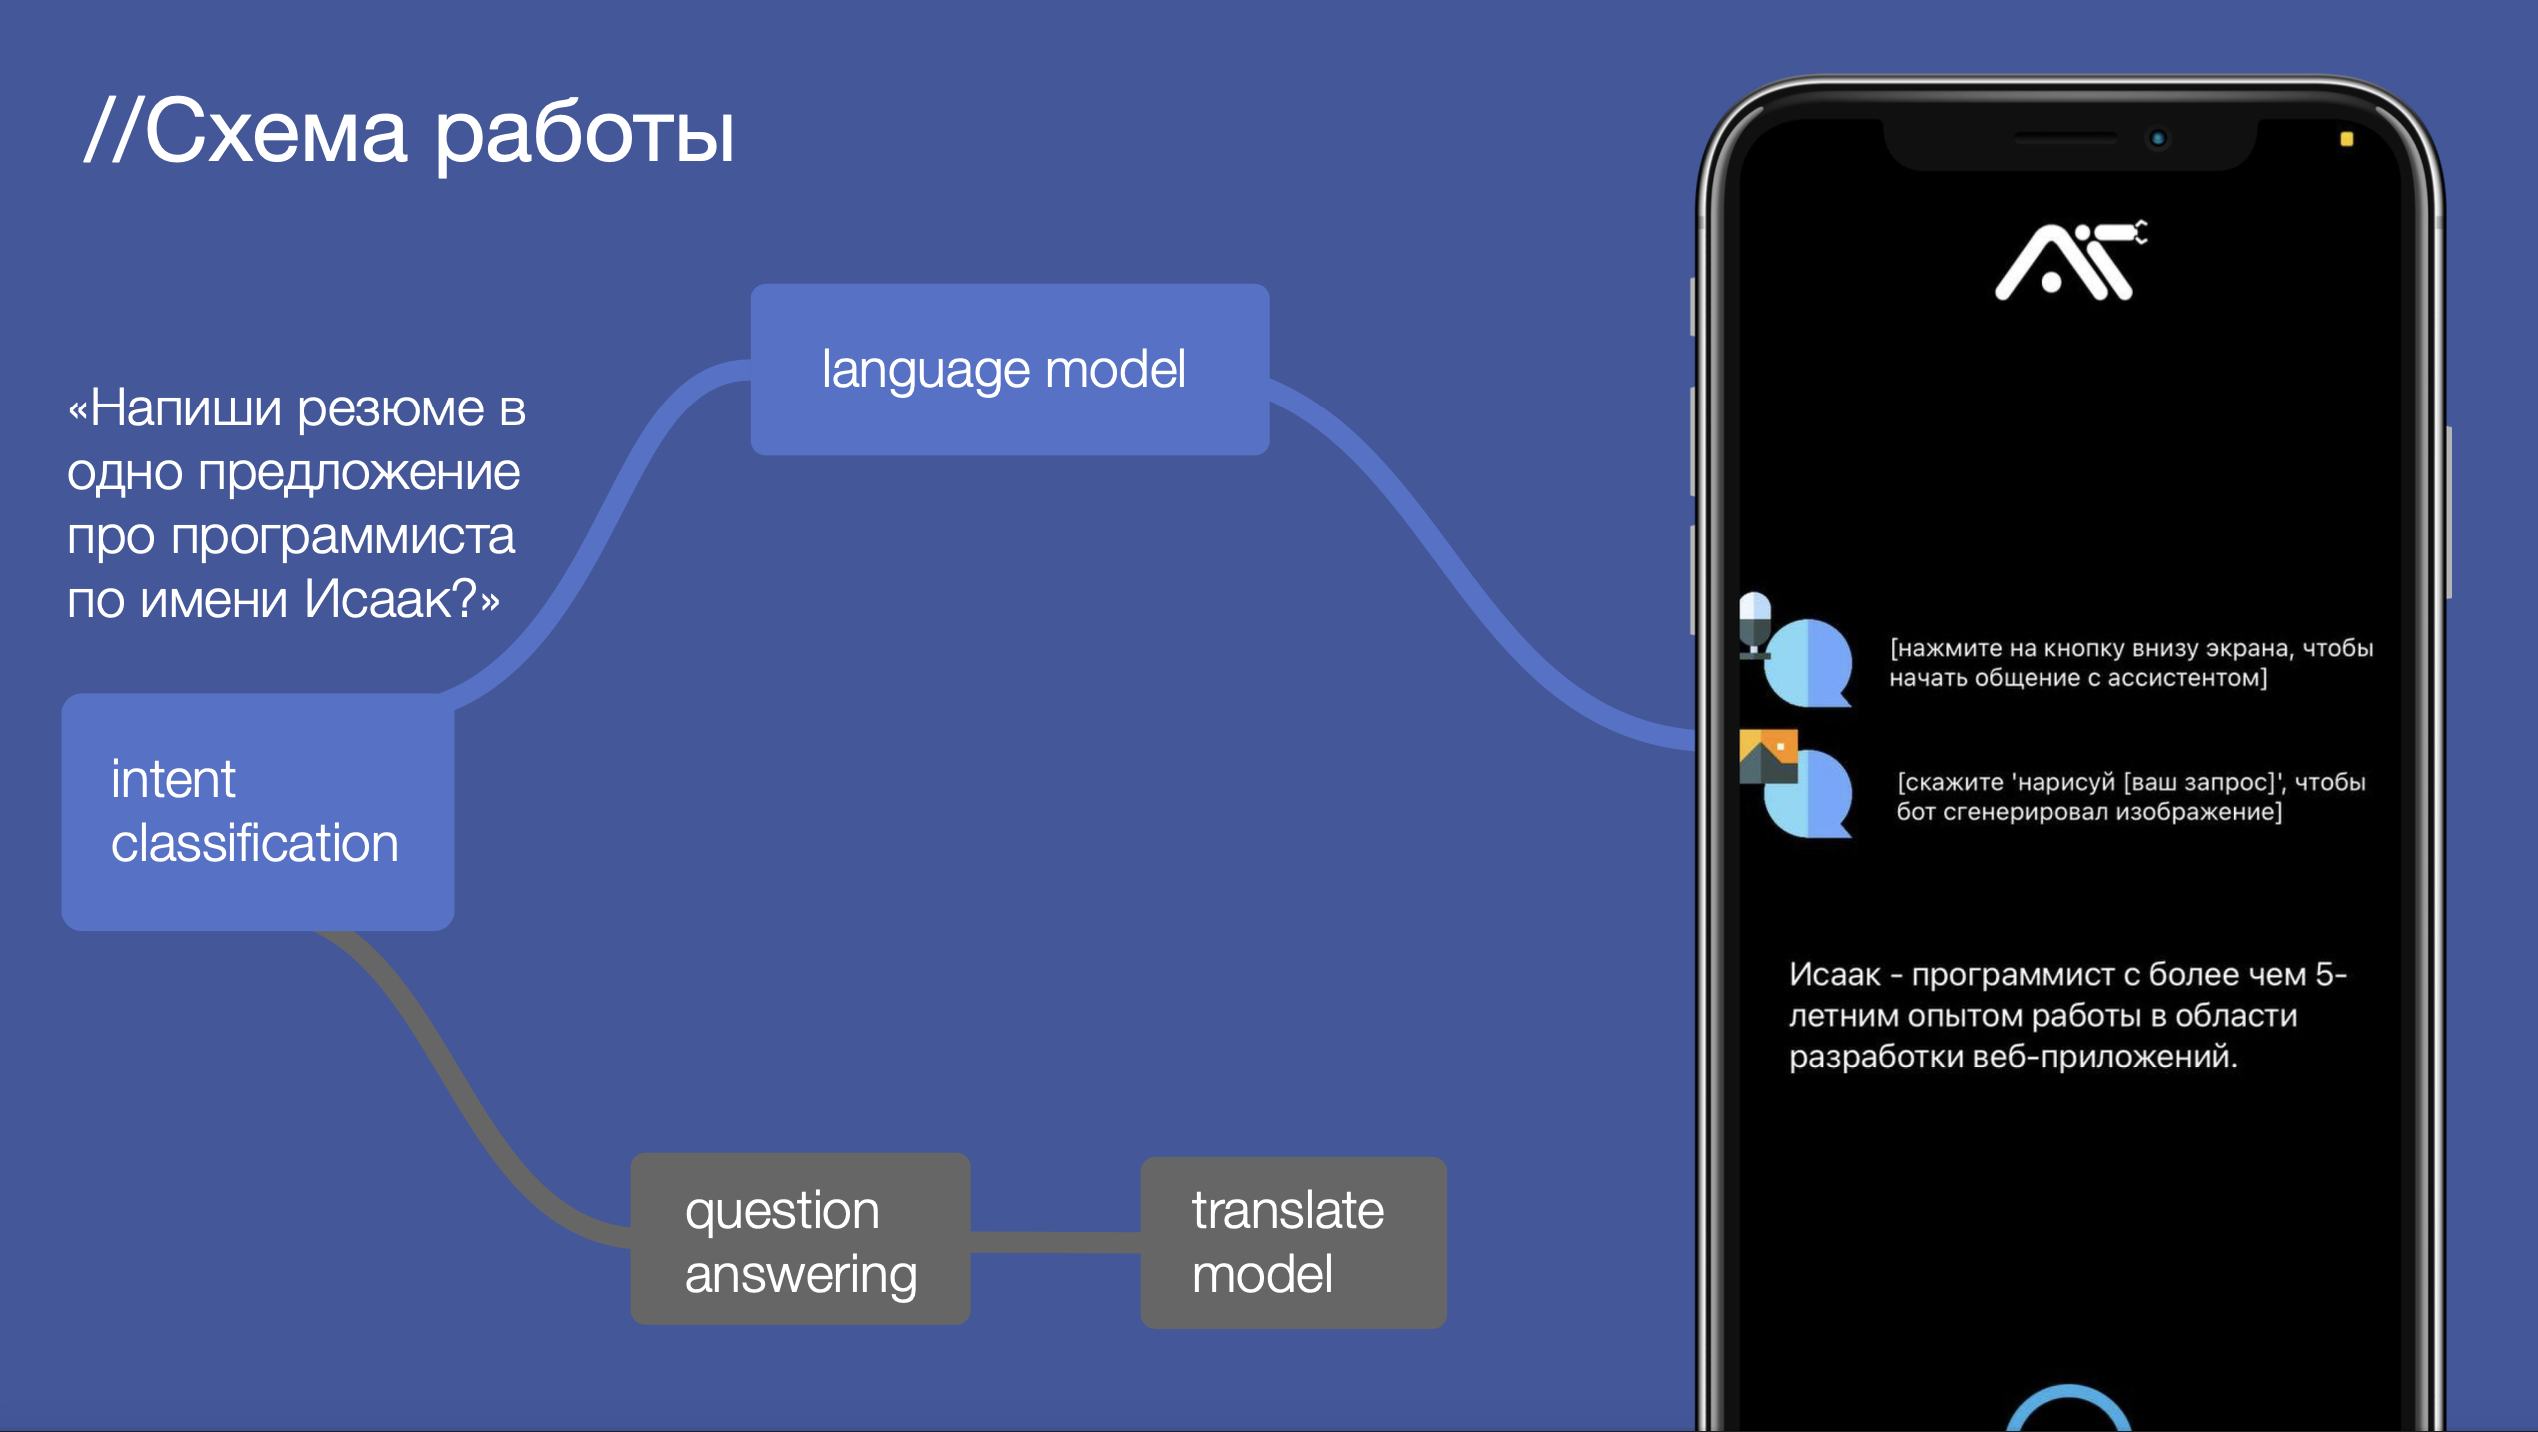 //Схема работы
«Напиши резюме в
одно предложение
про программиста
по имени Исаак?»
language model
intent
classification
question
answering
translate
model
[нажмите на кнопку внизу экрана, чтобы
начать общение с ассистентом]
[скажите 'нарисуй [ваш запрос]', чтобы
бот сгенерировал изображение]
Исаак - программист с более чем 5-
летним опытом работы в области
разработки веб-приложений.